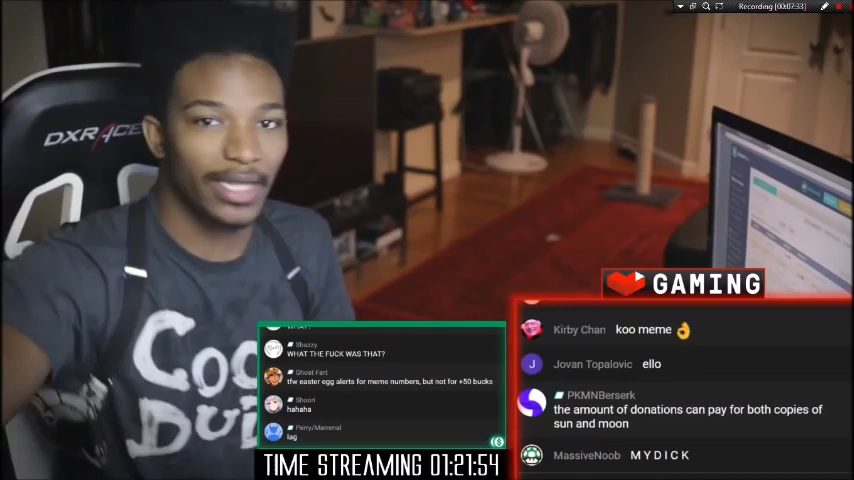 Recording [00:07:33]
DXRACER
COOL
DUDE
GAMING
Kirby Chan koo meme 👌
J
Jovan Topalovic ello
PKMNBerserk
the amount of donations can pay for both copies of
sun and moon
MassiveNoob M Y D I C K
WHAT?
Shazzy
WHAT THE FUCK WAS THAT?
Ghost Fart
tfw easter egg alerts for meme numbers, but not for +50 bucks
Shoori
hahaha
Perry/Mammal
lag
TIME STREAMING 01:21:54